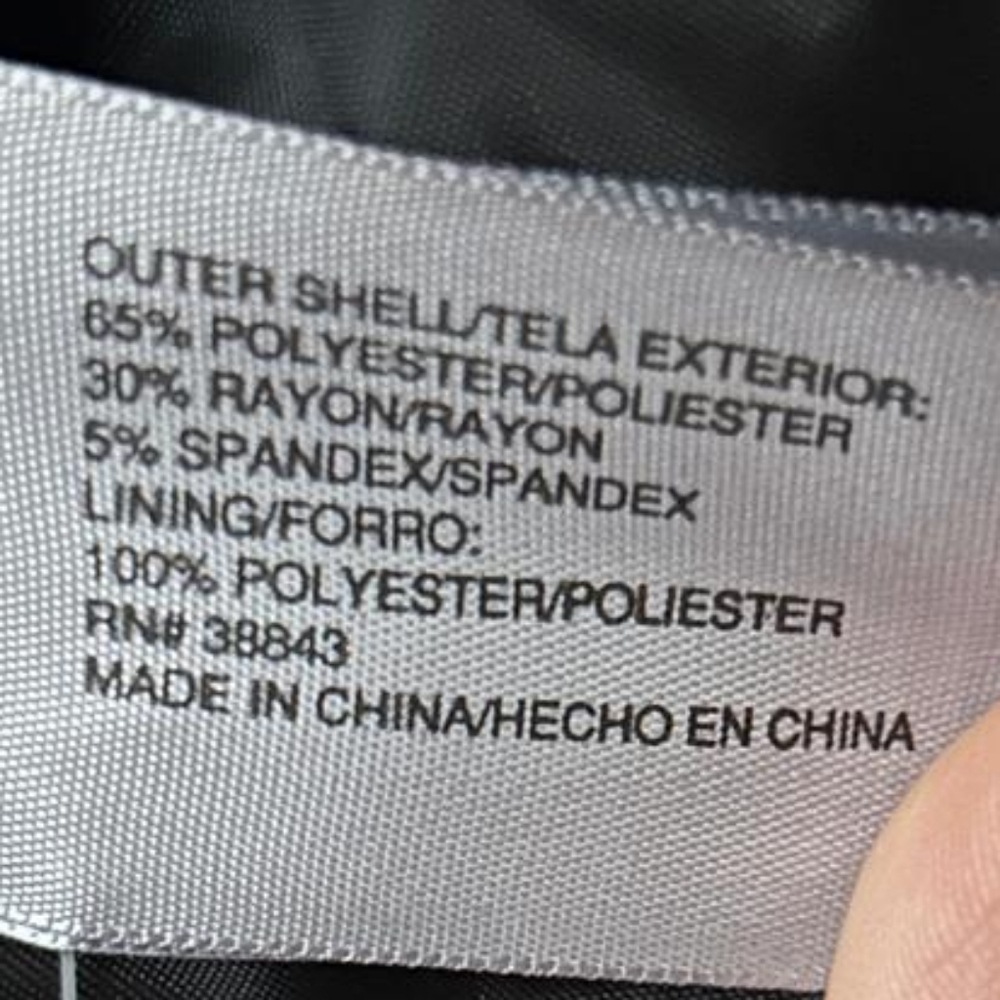 OUTER SHELL/TELA EXTERIOR:
65% POLYESTER/POLIESTER
30% RAYON/RAYON
5% SPANDEX/SPANDEX
LINING/FORRO:
100% POLYESTER/POLIESTER
RN# 38843
MADE IN CHINA/HECHO EN CHINA